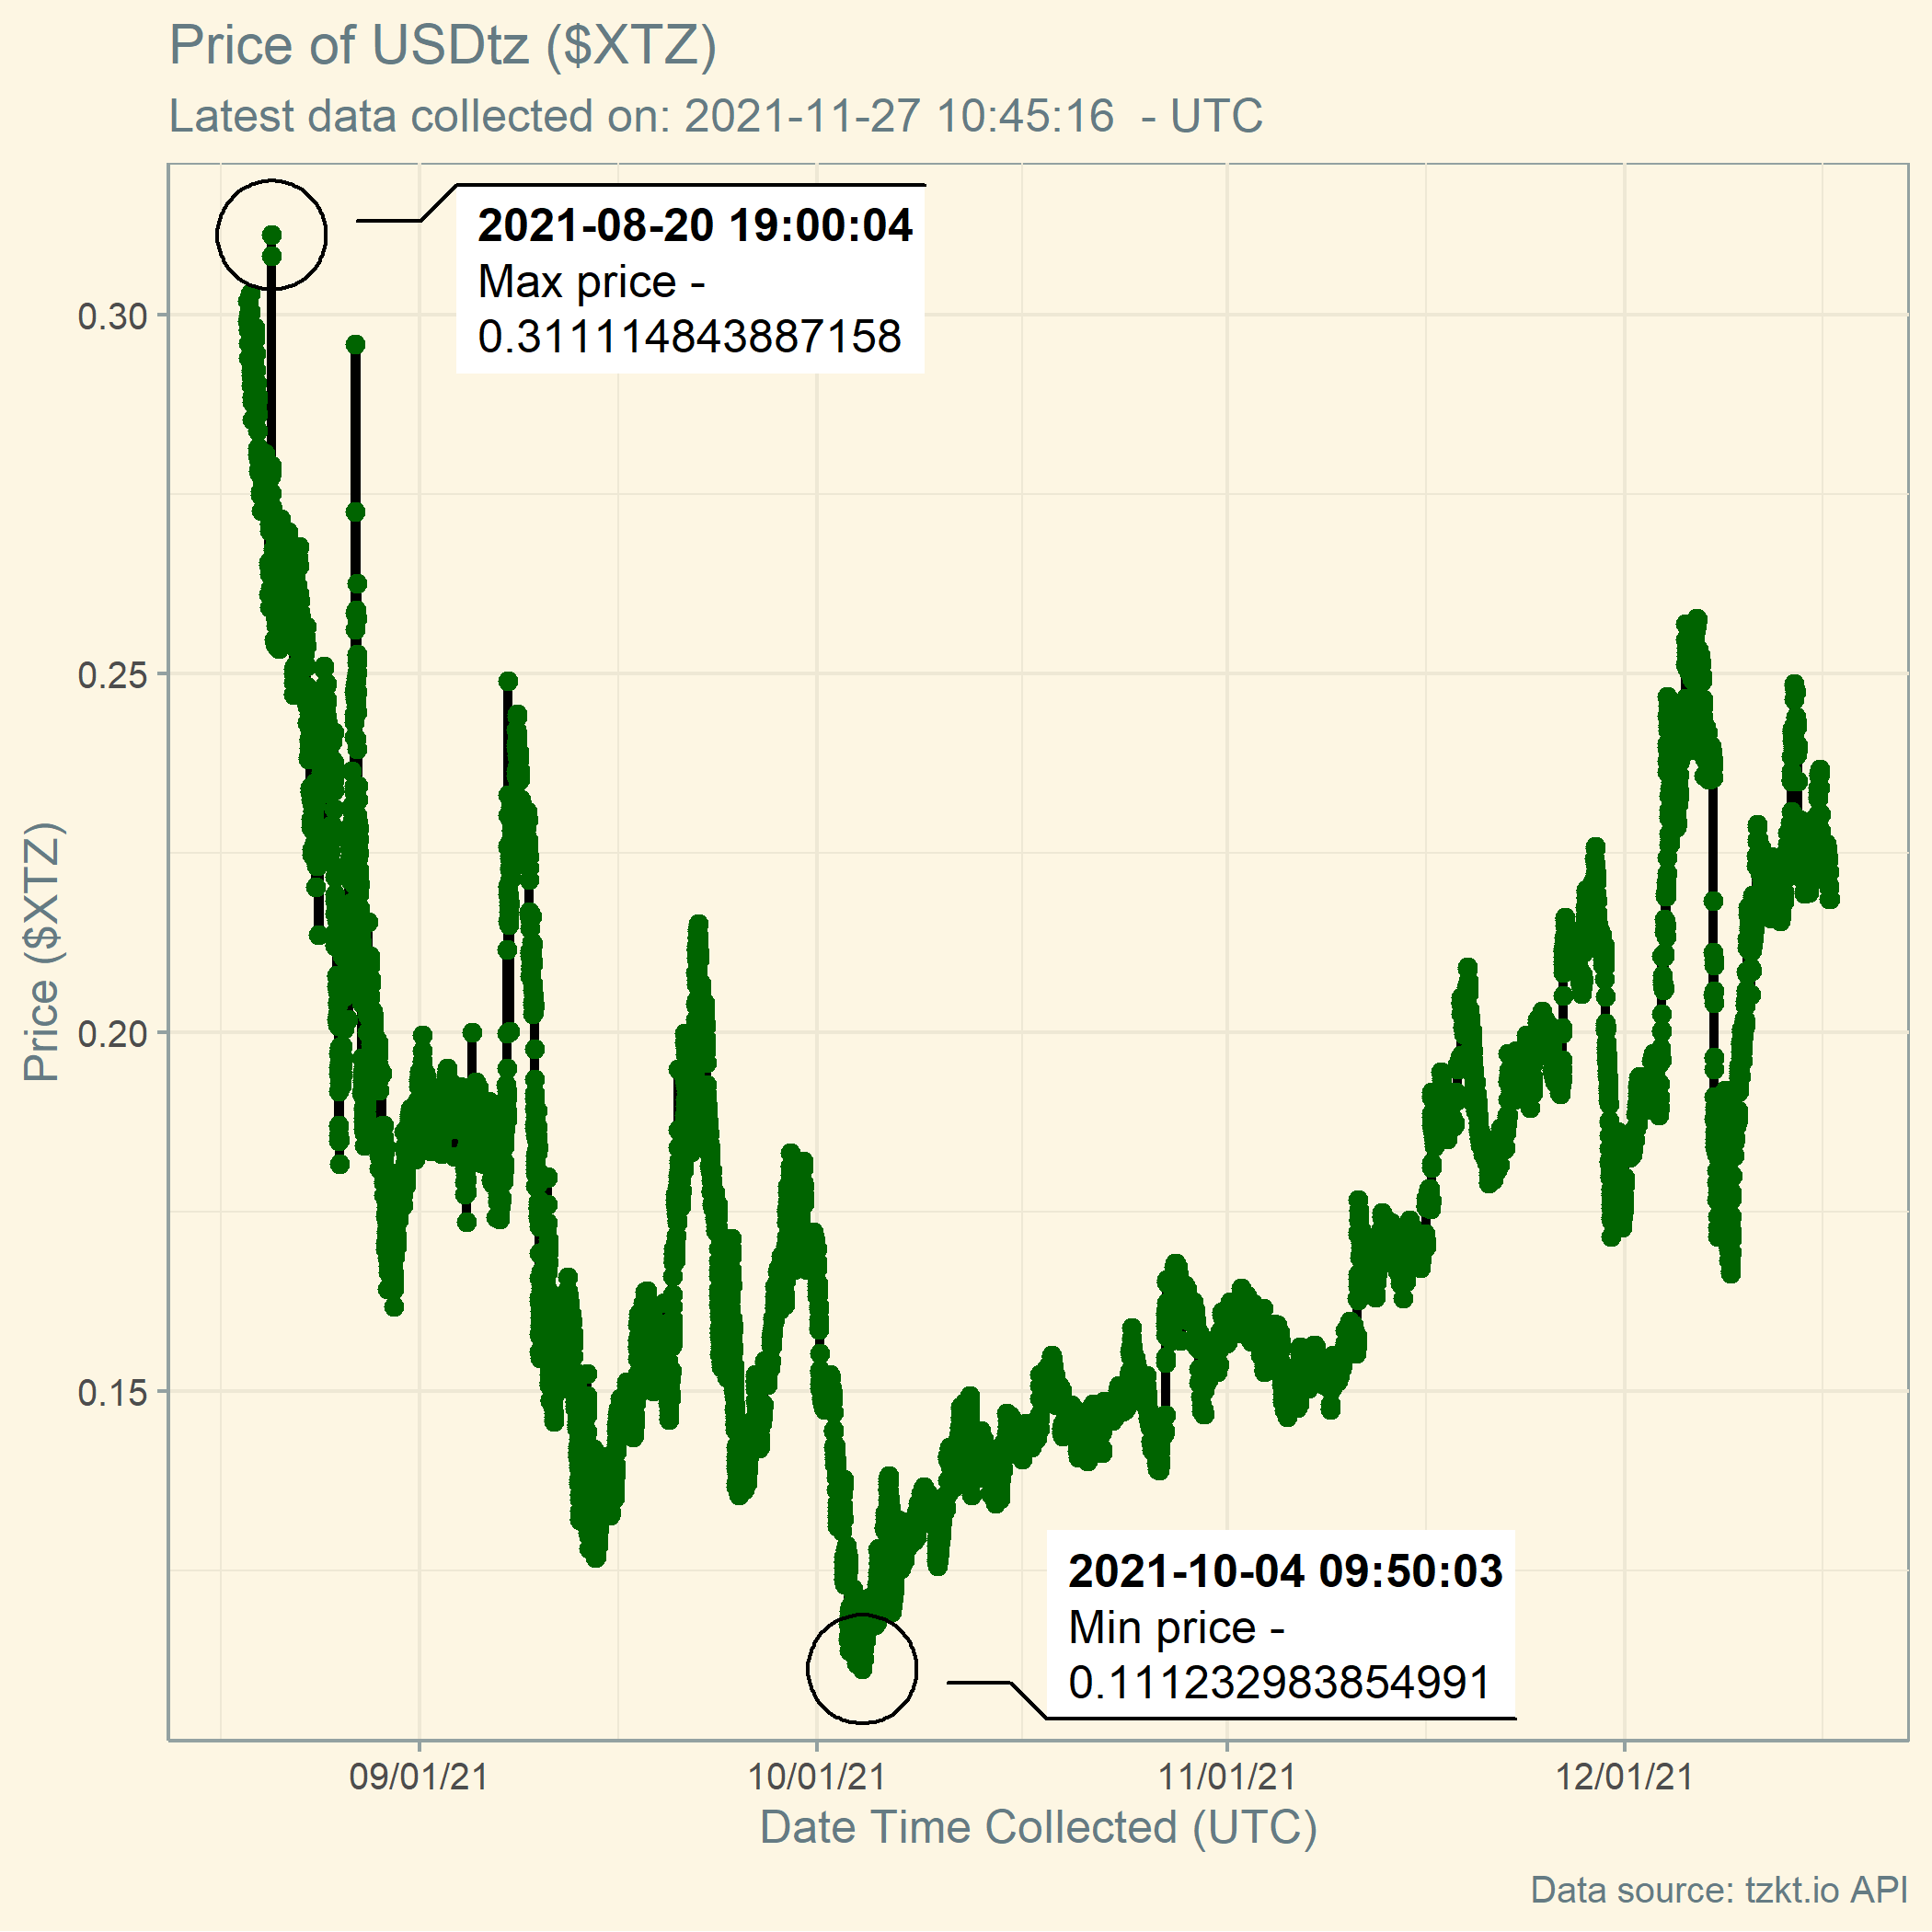 Price of USDtz ($XTZ)
Latest data collected on: 2021-11-27 10:45:16  - UTC
2021-08-20 19:00:04
Max price -
0.311114843887158
0.30
0.25
0.20
0.15
Price ($XTZ)
2021-10-04 09:50:03
Min price -
0.111232983854991
09/01/21
10/01/21
11/01/21
12/01/21
Date Time Collected (UTC)
Data source: tzkt.io API